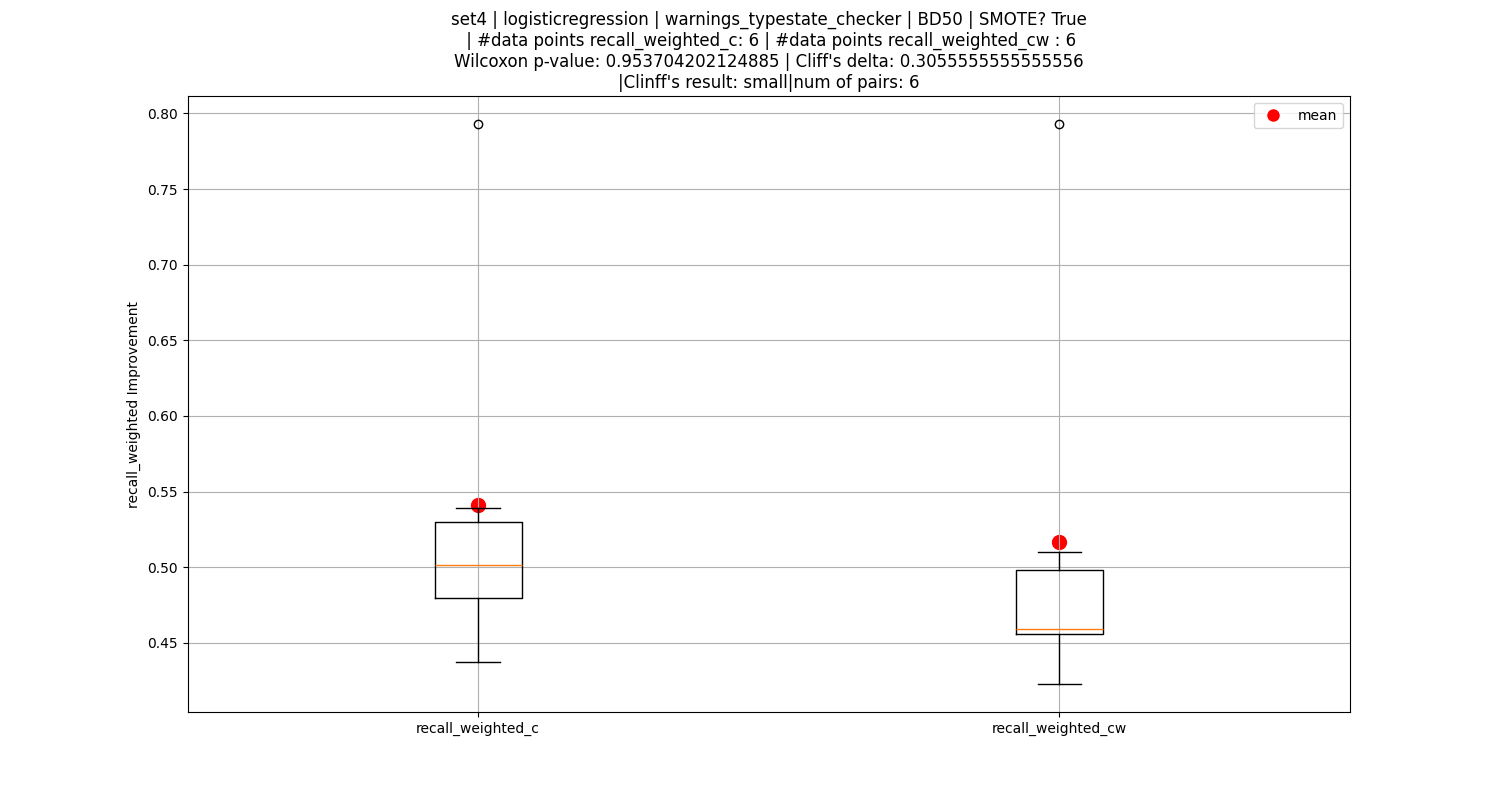 set4 | logisticregression | warnings_typestate_checker | BD50 | SMOTE? True
| #data points recall_weighted_c: 6 | #data points recall_weighted_cw : 6
Wilcoxon p-value: 0.953704202124885 | Cliff's delta: 0.3055555555555556
|Clinff's result: small|num of pairs: 6
mean
0.80
0.75
0.70
0.65
0.60
0.55
0.50
0.45
recall_weighted Improvement
recall_weighted_c
recall_weighted_cw